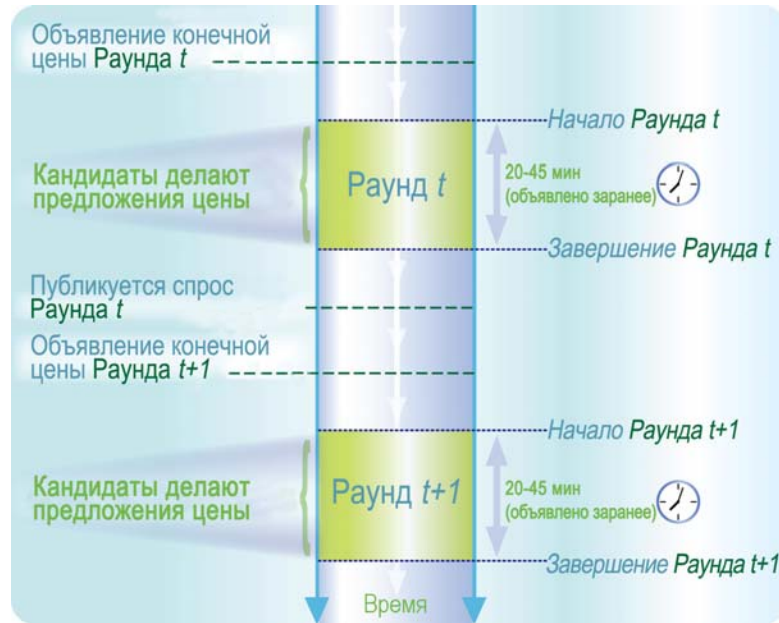 Объявление конечной
цены Раунда t
Начало Раунда t
Кандидаты делают
предложения цены
Раунд t
20-45 мин
(объявлено заранее)
Завершение Раунда t
Публикуется спрос
Раунда t
Объявление конечной
цены Раунда t+1
Начало Раунда t+1
Кандидаты делают
предложения цены
Раунд t+1
20-45 мин
(объявлено заранее)
Завершение Раунда t+1
Время